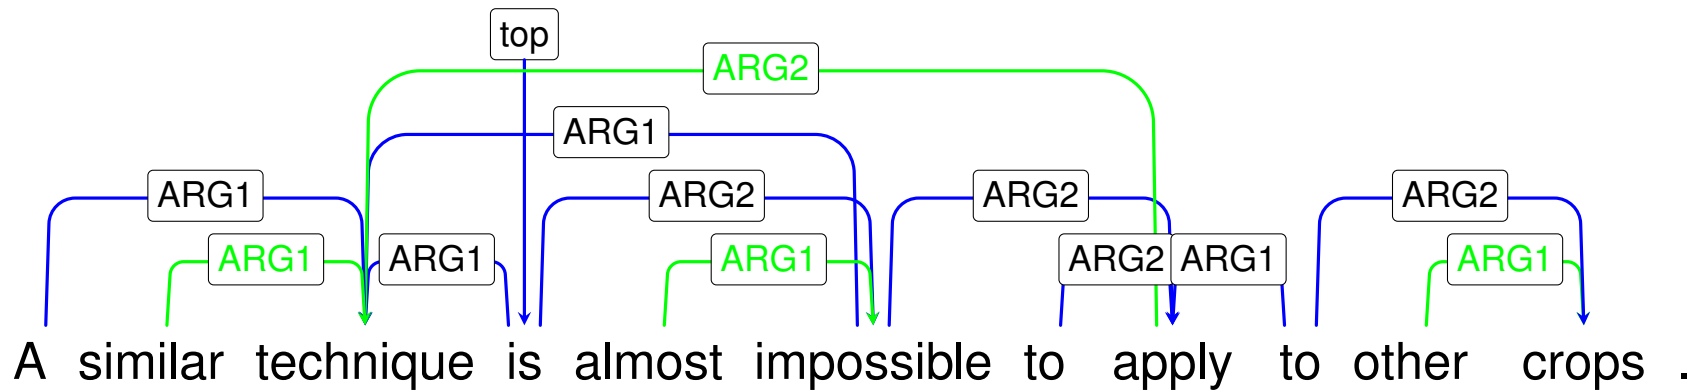 top
ARG2
ARG1
ARG1 ARG2 ARG2 ARG2
ARG1 ARG1 ARG1 ARG2 ARG1 ARG1
A similar technique is almost impossible to apply to other crops .